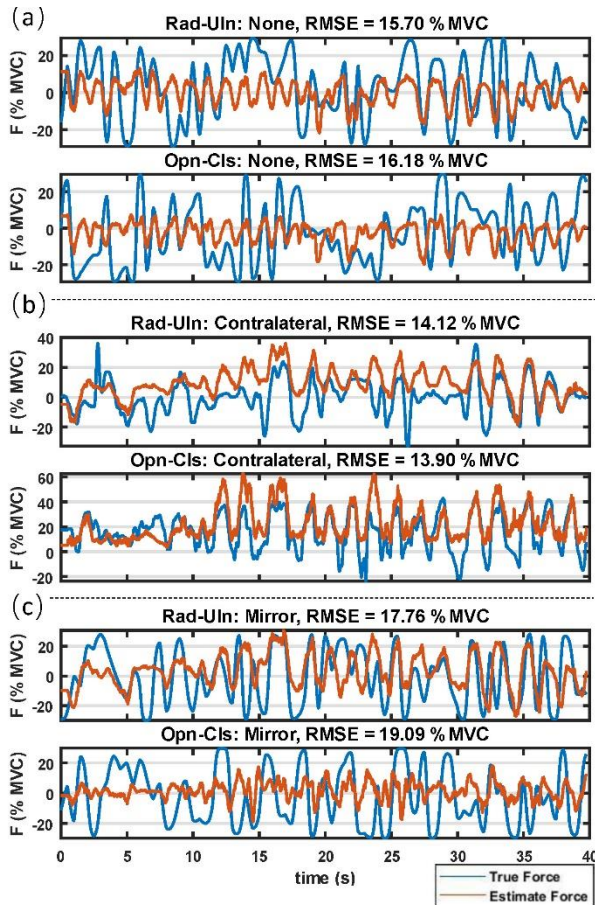 (a)
Rad-Uln: None, RMSE = 15.70 % MVC
F (% MVC)
20
0
-20
Opn-Cls: None, RMSE = 16.18 % MVC
F (% MVC)
20
0
-20
(b)
Rad-Uln: Contralateral, RMSE = 14.12 % MVC
F (% MVC)
40
20
0
-20
Opn-Cls: Contralateral, RMSE = 13.90 % MVC
F (% MVC)
60
40
20
0
-20
(c)
Rad-Uln: Mirror, RMSE = 17.76 % MVC
F (% MVC)
20
0
-20
Opn-Cls: Mirror, RMSE = 19.09 % MVC
F (% MVC)
20
0
-20
0 5 10 15 20 25 30 35 40
time (s)
True Force
Estimate Force